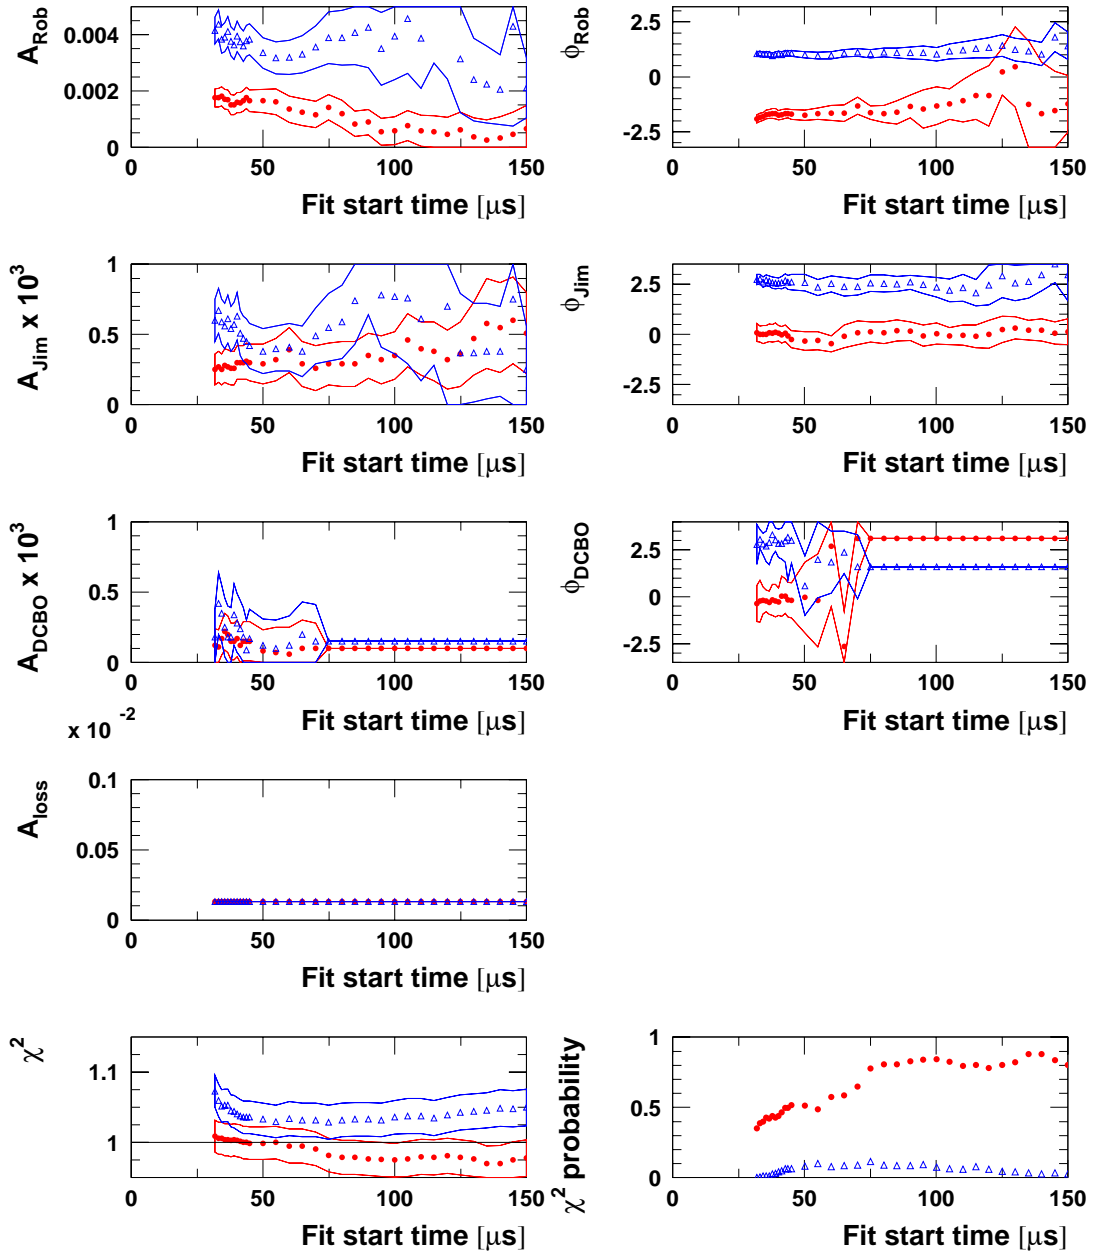 A_Rob
0.004
0.002
0
0 50 100 150
Fit start time [μs]
ϕ_Rob
2.5
0
-2.5
0 50 100 150
Fit start time [μs]
A_Jim x 10^3
1
0.5
0
0 50 100 150
Fit start time [μs]
ϕ_Jim
2.5
0
-2.5
0 50 100 150
Fit start time [μs]
A_DCBO x 10^3
1
0.5
0
0 50 100 150
Fit start time [μs]
ϕ_DCBO
2.5
0
-2.5
0 50 100 150
Fit start time [μs]
x 10^-2
A_loss
0.1
0.05
0
0 50 100 150
Fit start time [μs]
χ^2
1.1
1
0 50 100 150
Fit start time [μs]
χ^2 probability
1
0.5
0
0 50 100 150
Fit start time [μs]